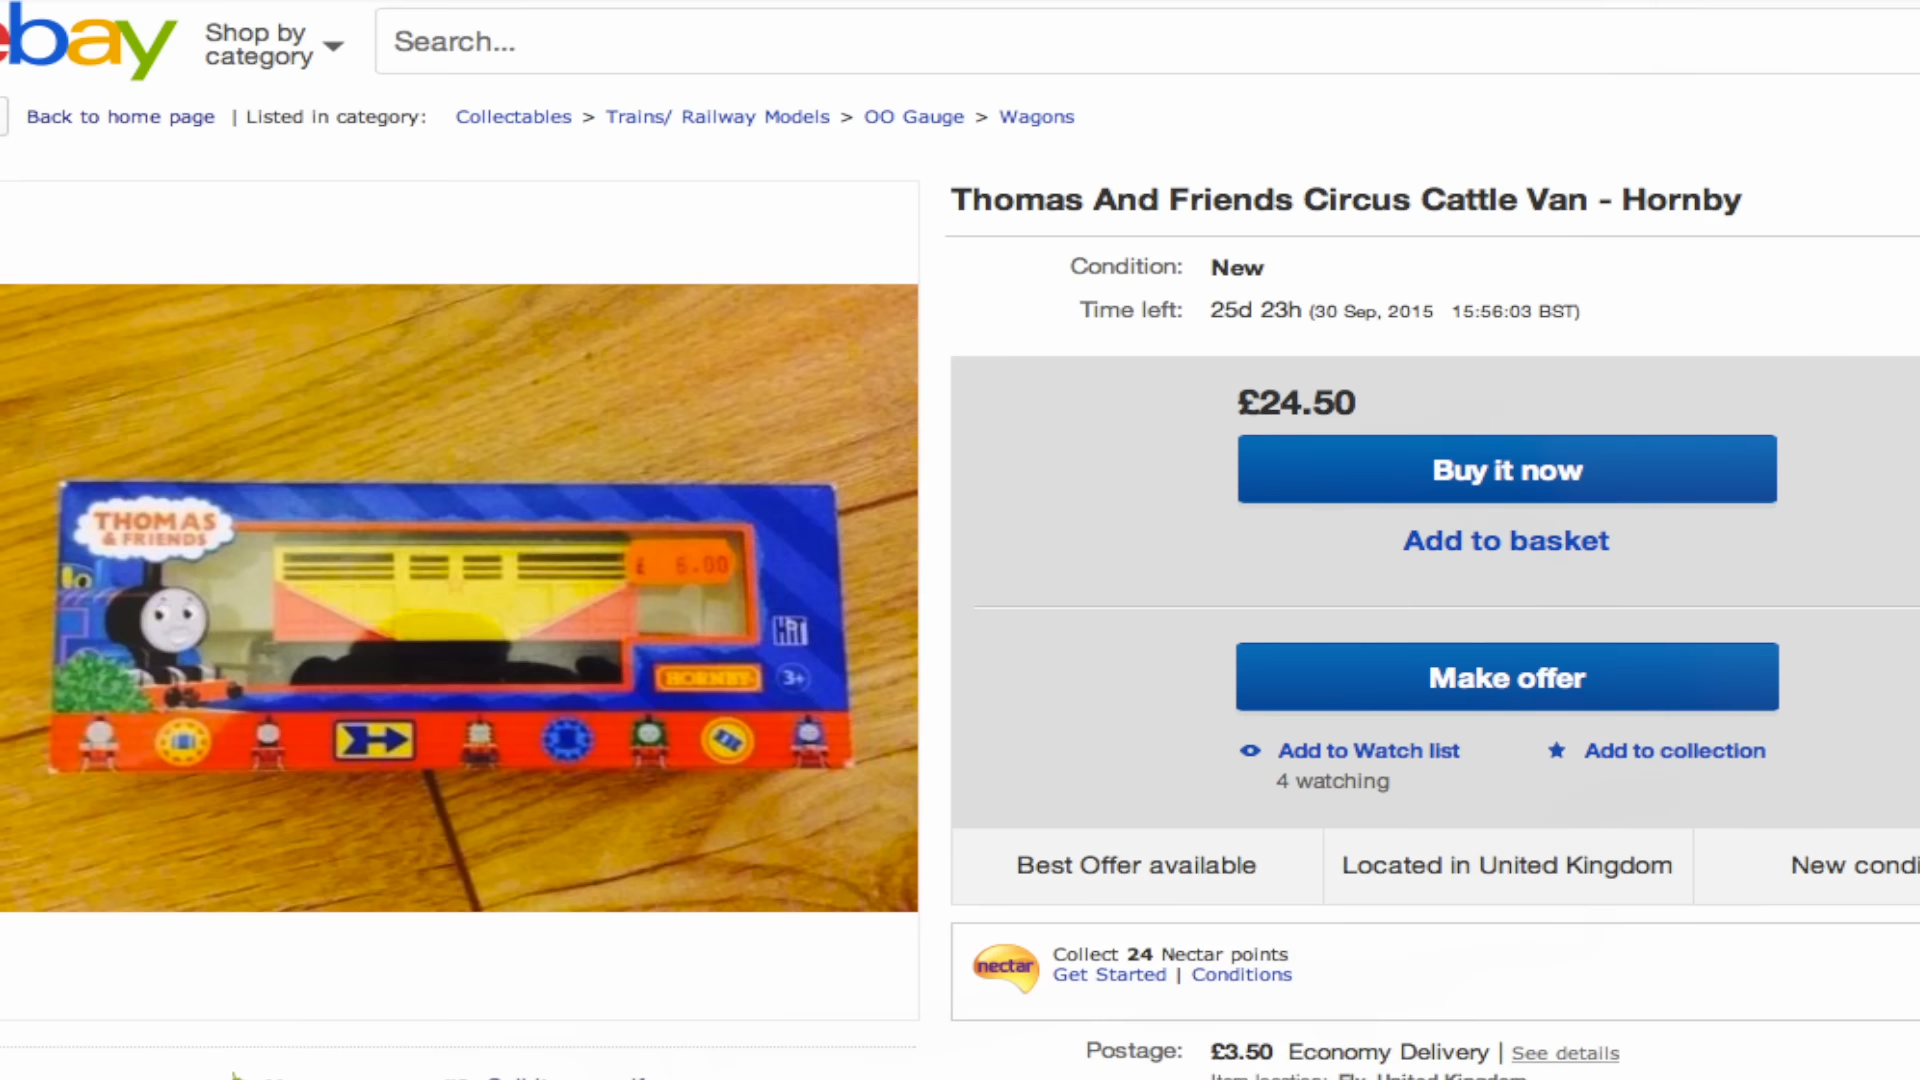 ebay
Shop by
category
Search...
Back to home page | Listed in category: Collectables > Trains/ Railway Models > OO Gauge > Wagons
Thomas And Friends Circus Cattle Van - Hornby
Condition: New
Time left: 25d 23h (30 Sep, 2015 15:56:03 BST)
£24.50
Buy it now
Add to basket
Make offer
Add to Watch list
Add to collection
4 watching
Best Offer available
Located in United Kingdom
New condi
THOMAS
& FRIENDS
£ 6.00
HiT
HORNBY
3+
nectar
Collect 24 Nectar points
Get Started | Conditions
Postage: £3.50 Economy Delivery | See details